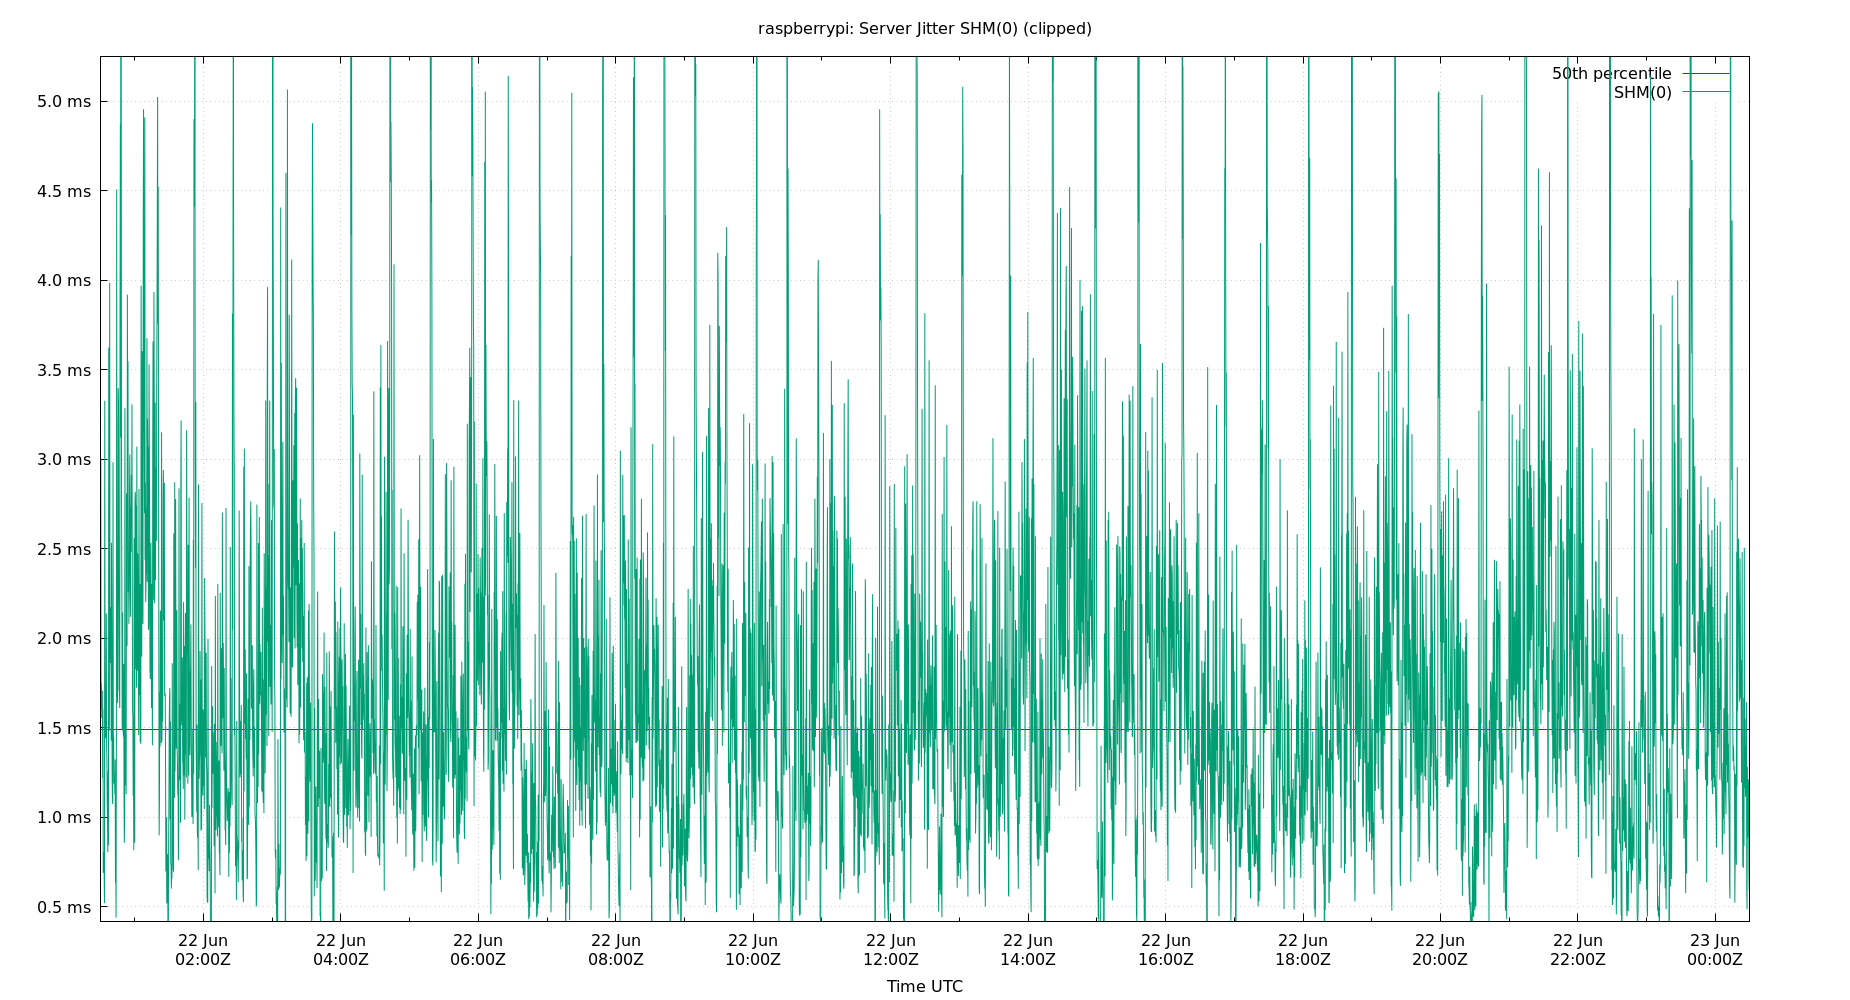 raspberrypi: Server Jitter SHM(0) (clipped)
50th percentile
SHM(0)
5.0 ms
4.5 ms
4.0 ms
3.5 ms
3.0 ms
2.5 ms
2.0 ms
1.5 ms
1.0 ms
0.5 ms
22 Jun 22 Jun 22 Jun 22 Jun 22 Jun 22 Jun 22 Jun 22 Jun 22 Jun 22 Jun 22 Jun 23 Jun
02:00Z 04:00Z 06:00Z 08:00Z 10:00Z 12:00Z 14:00Z 16:00Z 18:00Z 20:00Z 22:00Z 00:00Z
Time UTC